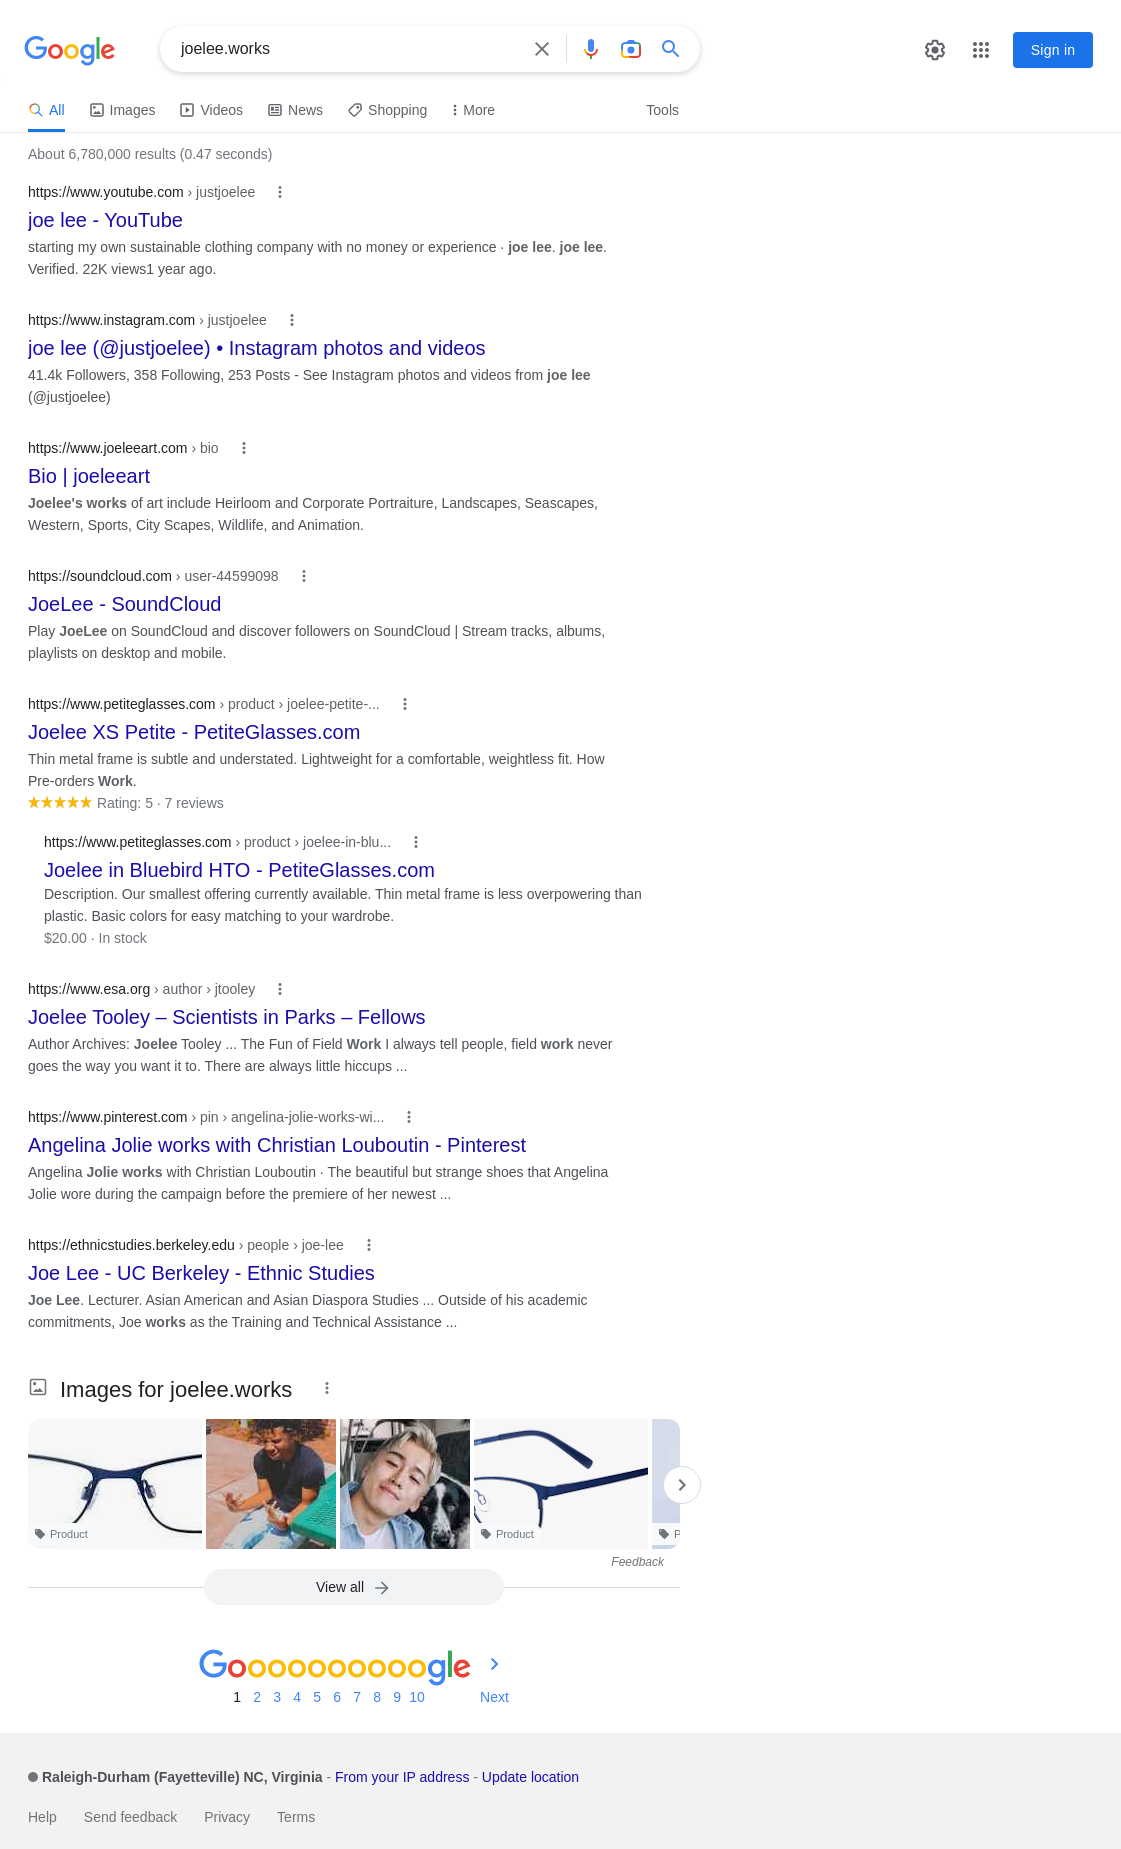 Google
joelee.works
Sign in
All Images Videos News Shopping More Tools
About 6,780,000 results (0.47 seconds)
https://www.youtube.com › justjoelee
joe lee - YouTube
starting my own sustainable clothing company with no money or experience · joe lee. joe lee.
Verified. 22K views1 year ago.
https://www.instagram.com › justjoelee
joe lee (@justjoelee) • Instagram photos and videos
41.4k Followers, 358 Following, 253 Posts - See Instagram photos and videos from joe lee
(@justjoelee)
https://www.joeleeart.com › bio
Bio | joeleeart
Joelee's works of art include Heirloom and Corporate Portraiture, Landscapes, Seascapes,
Western, Sports, City Scapes, Wildlife, and Animation.
https://soundcloud.com › user-44599098
JoeLee - SoundCloud
Play JoeLee on SoundCloud and discover followers on SoundCloud | Stream tracks, albums,
playlists on desktop and mobile.
https://www.petiteglasses.com › product › joelee-petite-...
Joelee XS Petite - PetiteGlasses.com
Thin metal frame is subtle and understated. Lightweight for a comfortable, weightless fit. How
Pre-orders Work.
Rating: 5 · 7 reviews
https://www.petiteglasses.com › product › joelee-in-blu...
Joelee in Bluebird HTO - PetiteGlasses.com
Description. Our smallest offering currently available. Thin metal frame is less overpowering than
plastic. Basic colors for easy matching to your wardrobe.
$20.00 · In stock
https://www.esa.org › author › jtooley
Joelee Tooley – Scientists in Parks – Fellows
Author Archives: Joelee Tooley ... The Fun of Field Work I always tell people, field work never
goes the way you want it to. There are always little hiccups ...
https://www.pinterest.com › pin › angelina-jolie-works-wi...
Angelina Jolie works with Christian Louboutin - Pinterest
Angelina Jolie works with Christian Louboutin · The beautiful but strange shoes that Angelina
Jolie wore during the campaign before the premiere of her newest ...
https://ethnicstudies.berkeley.edu › people › joe-lee
Joe Lee - UC Berkeley - Ethnic Studies
Joe Lee. Lecturer. Asian American and Asian Diaspora Studies ... Outside of his academic
commitments, Joe works as the Training and Technical Assistance ...
Images for joelee.works
Product Product P
Feedback
View all
Goooooooooogle
1 2 3 4 5 6 7 8 9 10 Next
Raleigh-Durham (Fayetteville) NC, Virginia - From your IP address - Update location
Help Send feedback Privacy Terms